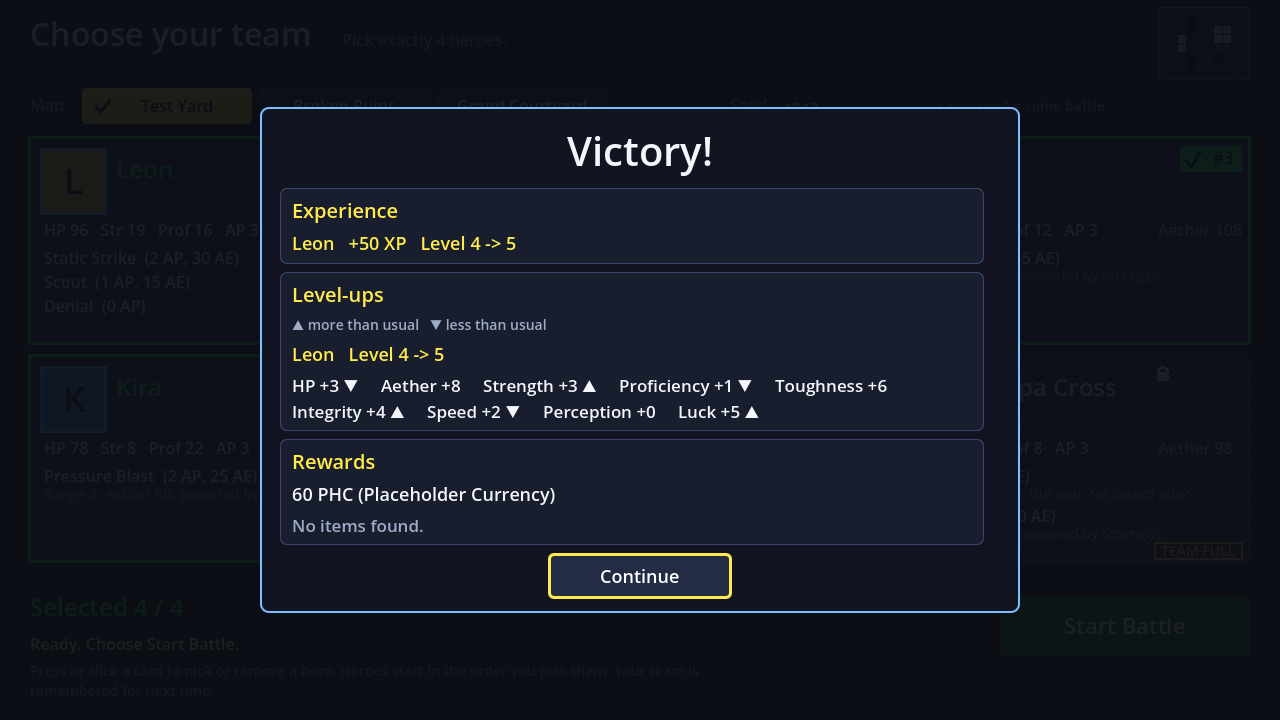 Choose your team Pick exactly 4 heroes.
Map Test Yard Broken Ruins Grand Courtyard Seed 4242 same seed = same battle
Victory!
Experience
Leon +50 XP Level 4 -> 5
Level-ups
▲ more than usual ▼ less than usual
Leon Level 4 -> 5
HP +3 ▼ Aether +8 Strength +3 ▲ Proficiency +1 ▼ Toughness +6
Integrity +4 ▲ Speed +2 ▼ Perception +0 Luck +5 ▲
Rewards
60 PHC (Placeholder Currency)
No items found.
Continue
L Leon
HP 96 Str 19 Prof 16 AP 3
Static Strike (2 AP, 30 AE)
Scout (1 AP, 15 AE)
Denial (0 AP)
#3
of 12 AP 3 Aether 108
5 AE)
powered by Strength
K Kira
HP 78 Str 8 Prof 22 AP 3
Pressure Blast (2 AP, 25 AE)
Range 3. Aether hit, powered by
pa Cross
of 8 AP 3 Aether 98
E)
the seal. No Guard after.
0 AE)
powered by Strength
TEAM FULL
Selected 4 / 4
Ready. Choose Start Battle.
Press or click a card to pick or remove a hero. Heroes start in the order you pick them. Your team is
remembered for next time.
Start Battle